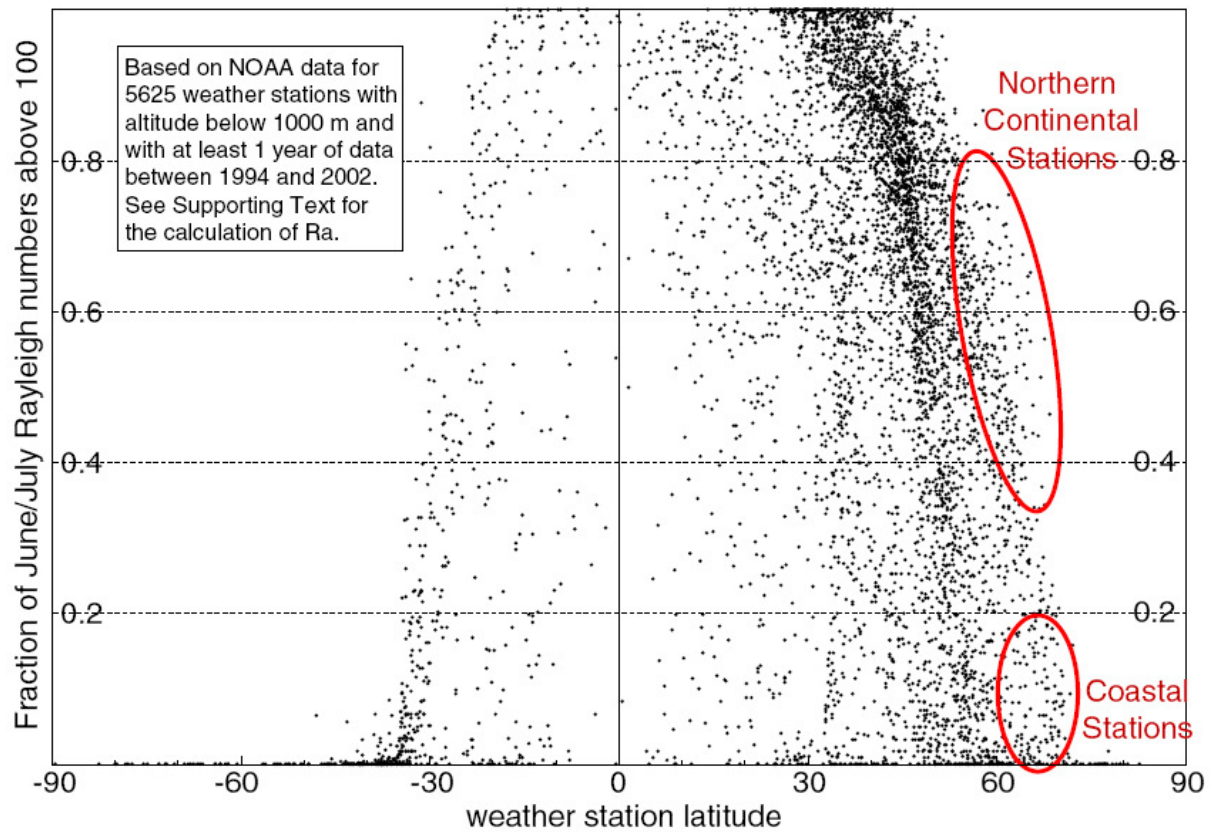 Fraction of June/July Rayleigh numbers above 100
Based on NOAA data for
5625 weather stations with
altitude below 1000 m and
with at least 1 year of data
between 1994 and 2002.
See Supporting Text for
the calculation of Ra.
Northern
Continental
Stations
0.8
0.8
0.6
0.6
0.4
0.4
0.2
0.2
Coastal
Stations
-90
-60
-30
0
30
60
90
weather station latitude